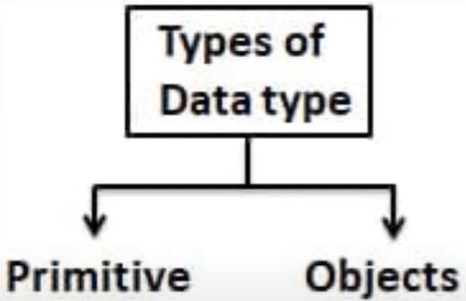 Types of
Data type
Primitive
Objects